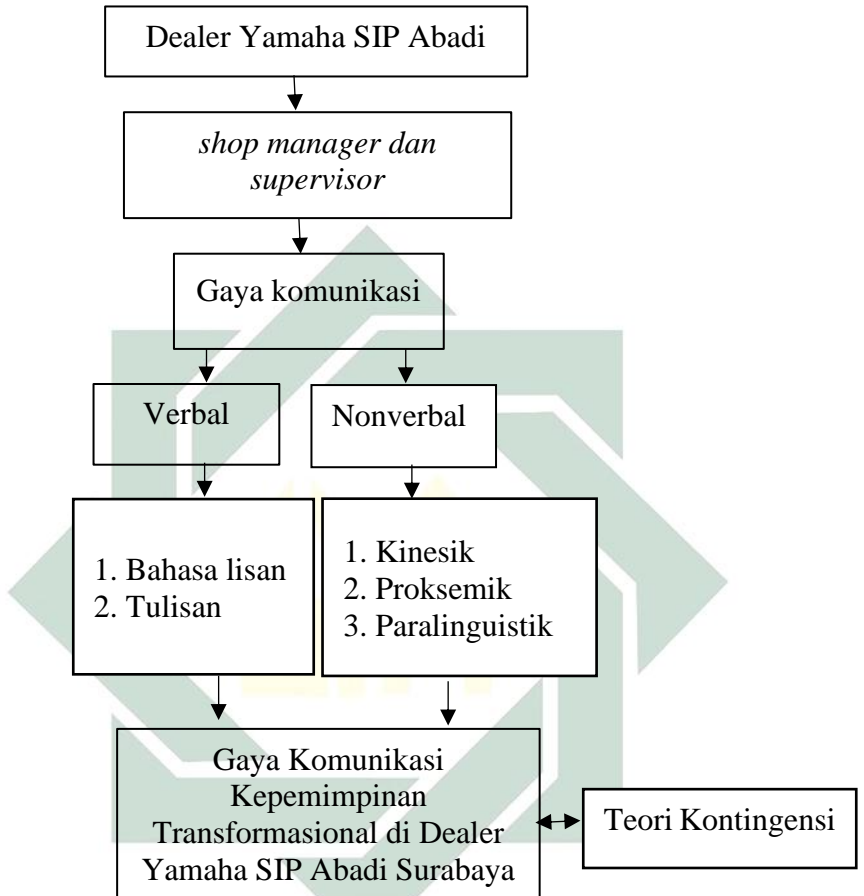 Dealer Yamaha SIP Abadi
shop manager dan
supervisor
Gaya komunikasi
Verbal
Nonverbal
1. Bahasa lisan
2. Tulisan
1. Kinesik
2. Proksemik
3. Paralinguistik
Gaya Komunikasi
Kepemimpinan
Transformasional di Dealer
Yamaha SIP Abadi Surabaya
Teori Kontingensi